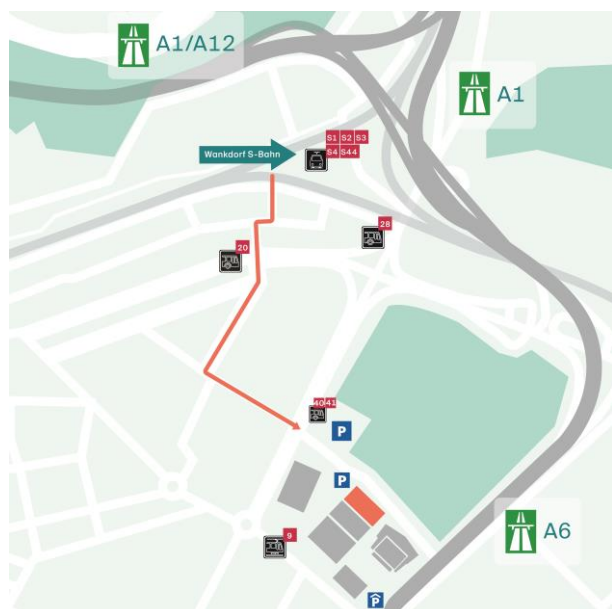 A1/A12
A1
S1 S2 S3
Wankdorf S-Bahn
S4 S44
28
20
40 41
P
P
9
A6
P